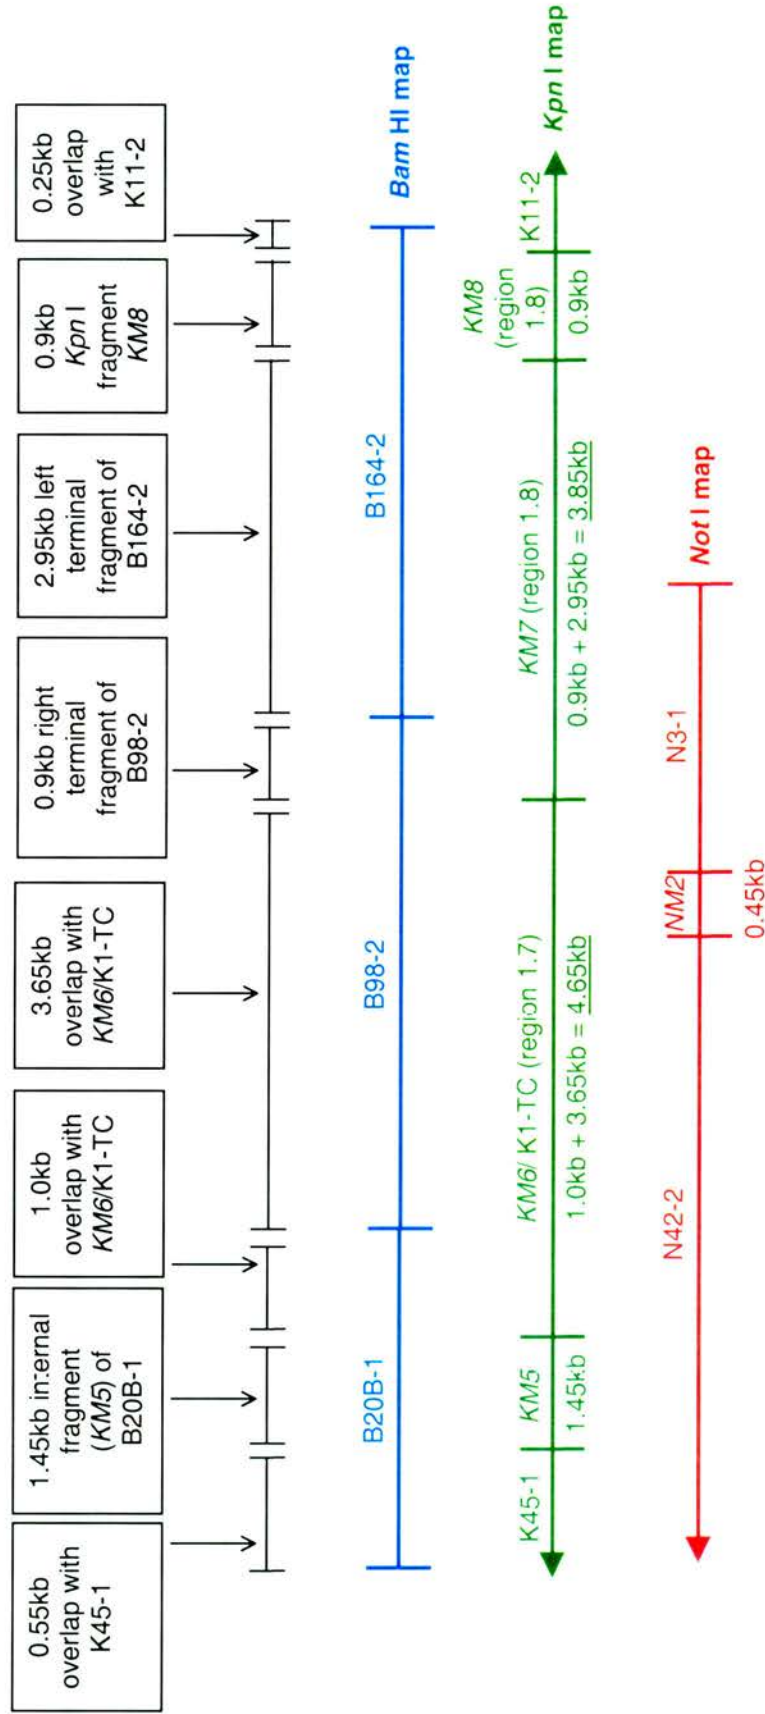 0.55kb
overlap with
K45-1
1.45kb internal
fragment
(KM5) of
B20B-1
1.0kb
overlap with
KM6/K1-TC
3.65kb
overlap with
KM6/K1-TC
0.9kb right
terminal
fragment of
B98-2
2.95kb left
terminal
fragment of
B164-2
0.9kb
Kpn I
fragment
KM8
0.25kb
overlap
with
K11-2
B20B-1
B98-2
B164-2
Bam HI map
K45-1
KM5
1.45kb
KM6/ K1-TC (region 1.7)
1.0kb + 3.65kb = 4.65kb
KM7 (region 1.8)
0.9kb + 2.95kb = 3.85kb
KM8
(region
1.8)
0.9kb
K11-2
Kpn I map
N42-2
NM2
0.45kb
N3-1
Not I map